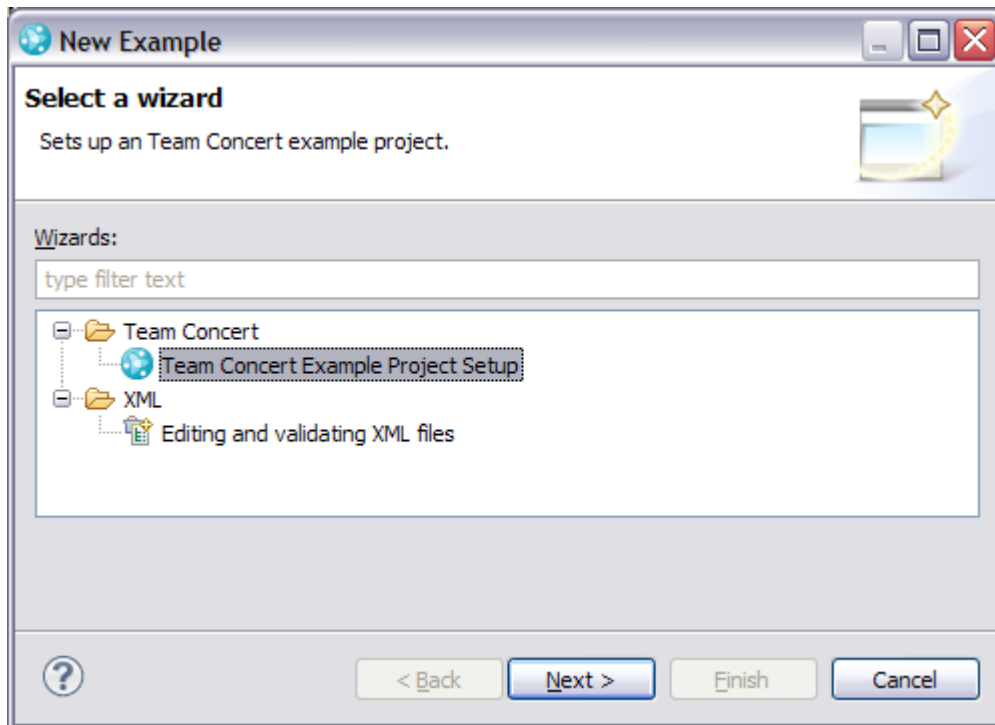 New Example
Select a wizard
Sets up an Team Concert example project.
Wizards:
type filter text
Team Concert
Team Concert Example Project Setup
XML
Editing and validating XML files
? < Back Next > Finish Cancel